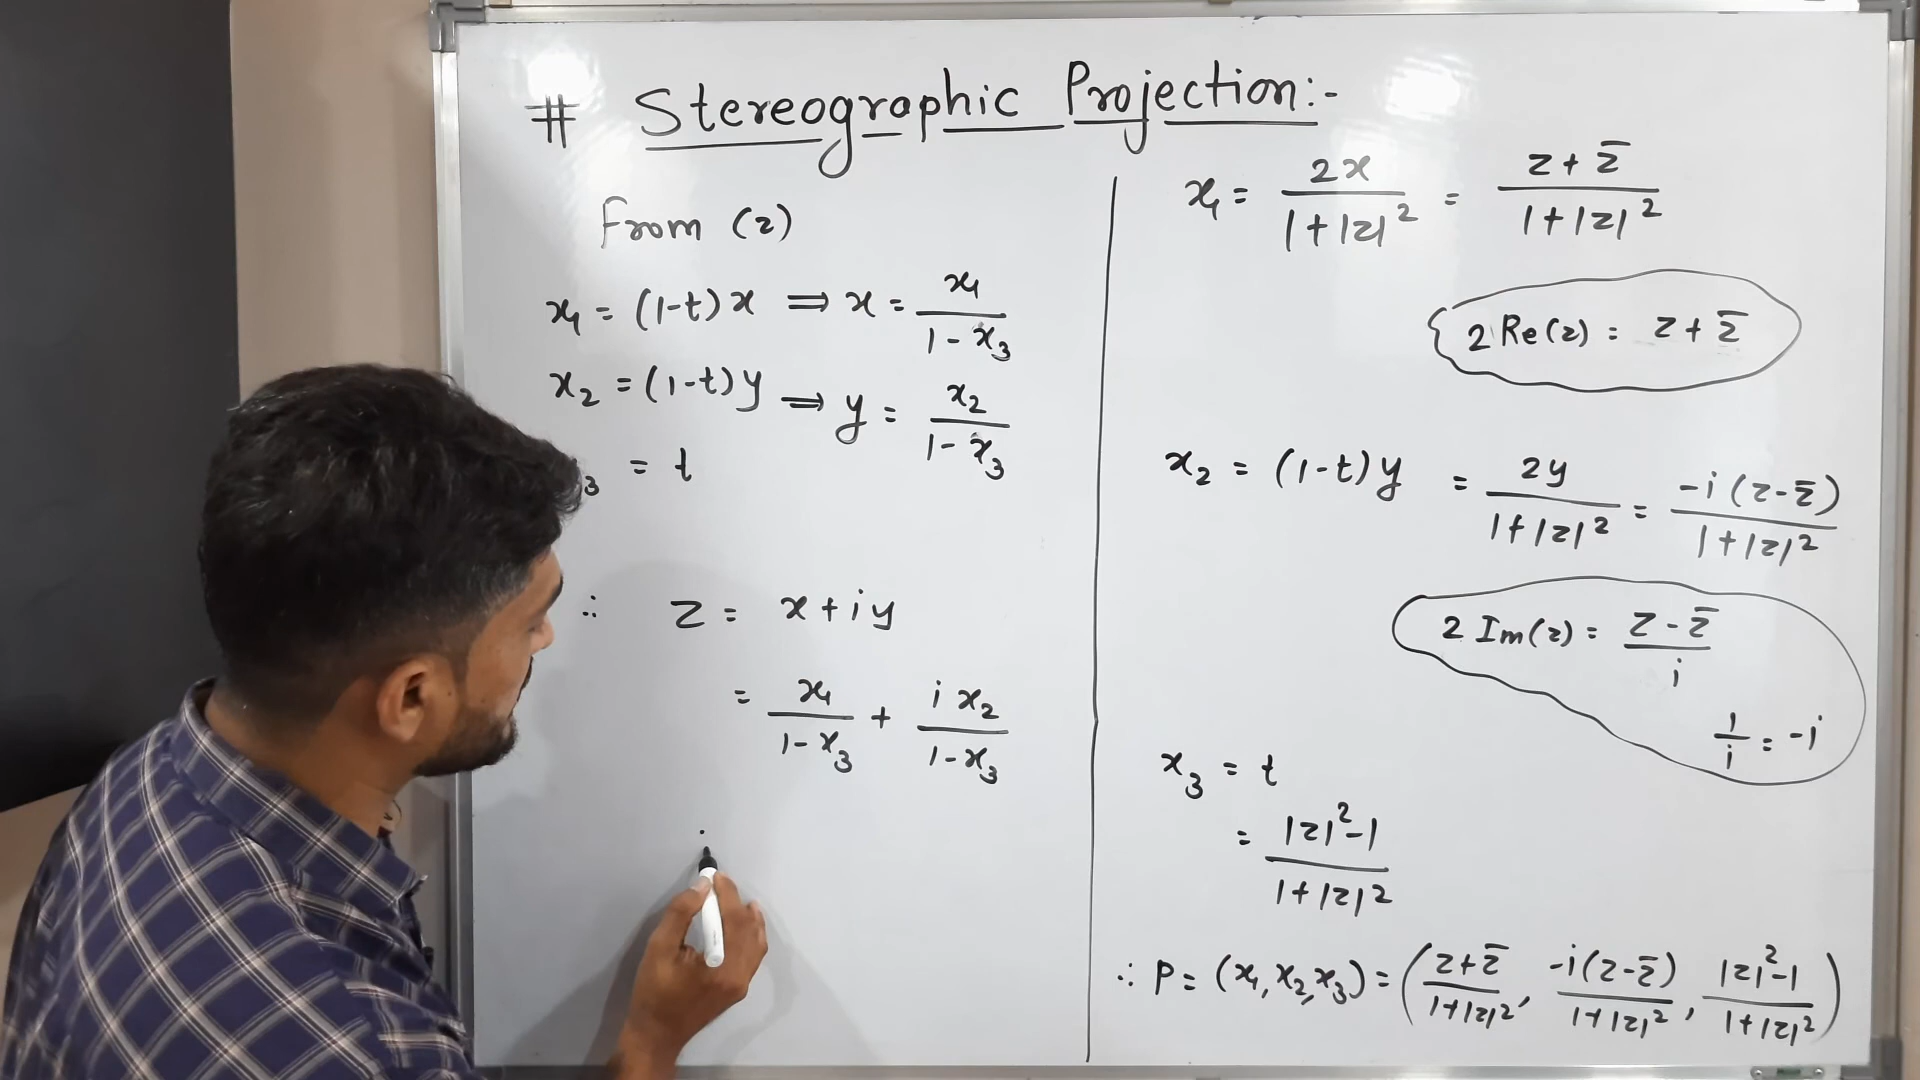 # Stereographic Projection:-
From (2)
x₁ = (1-t)x ⇒ x = x₁/(1-x₃)
x₂ = (1-t)y ⇒ y = x₂/(1-x₃)
₃ = t
∴ z = x+iy
= x₁/(1-x₃) + i x₂/(1-x₃)
x₁ = 2x/(1+|z|²) = (z+z̅)/(1+|z|²)
2 Re(z) = z+z̅
x₂ = (1-t)y = 2y/(1+|z|²) = -i(z-z̅)/(1+|z|²)
2 Im(z) = (z-z̅)/i
1/i = -i
x₃ = t
= (|z|²-1)/(1+|z|²)
∴ P = (x₁, x₂, x₃) = ((z+z̅)/(1+|z|²), -i(z-z̅)/(1+|z|²), (|z|²-1)/(1+|z|²))